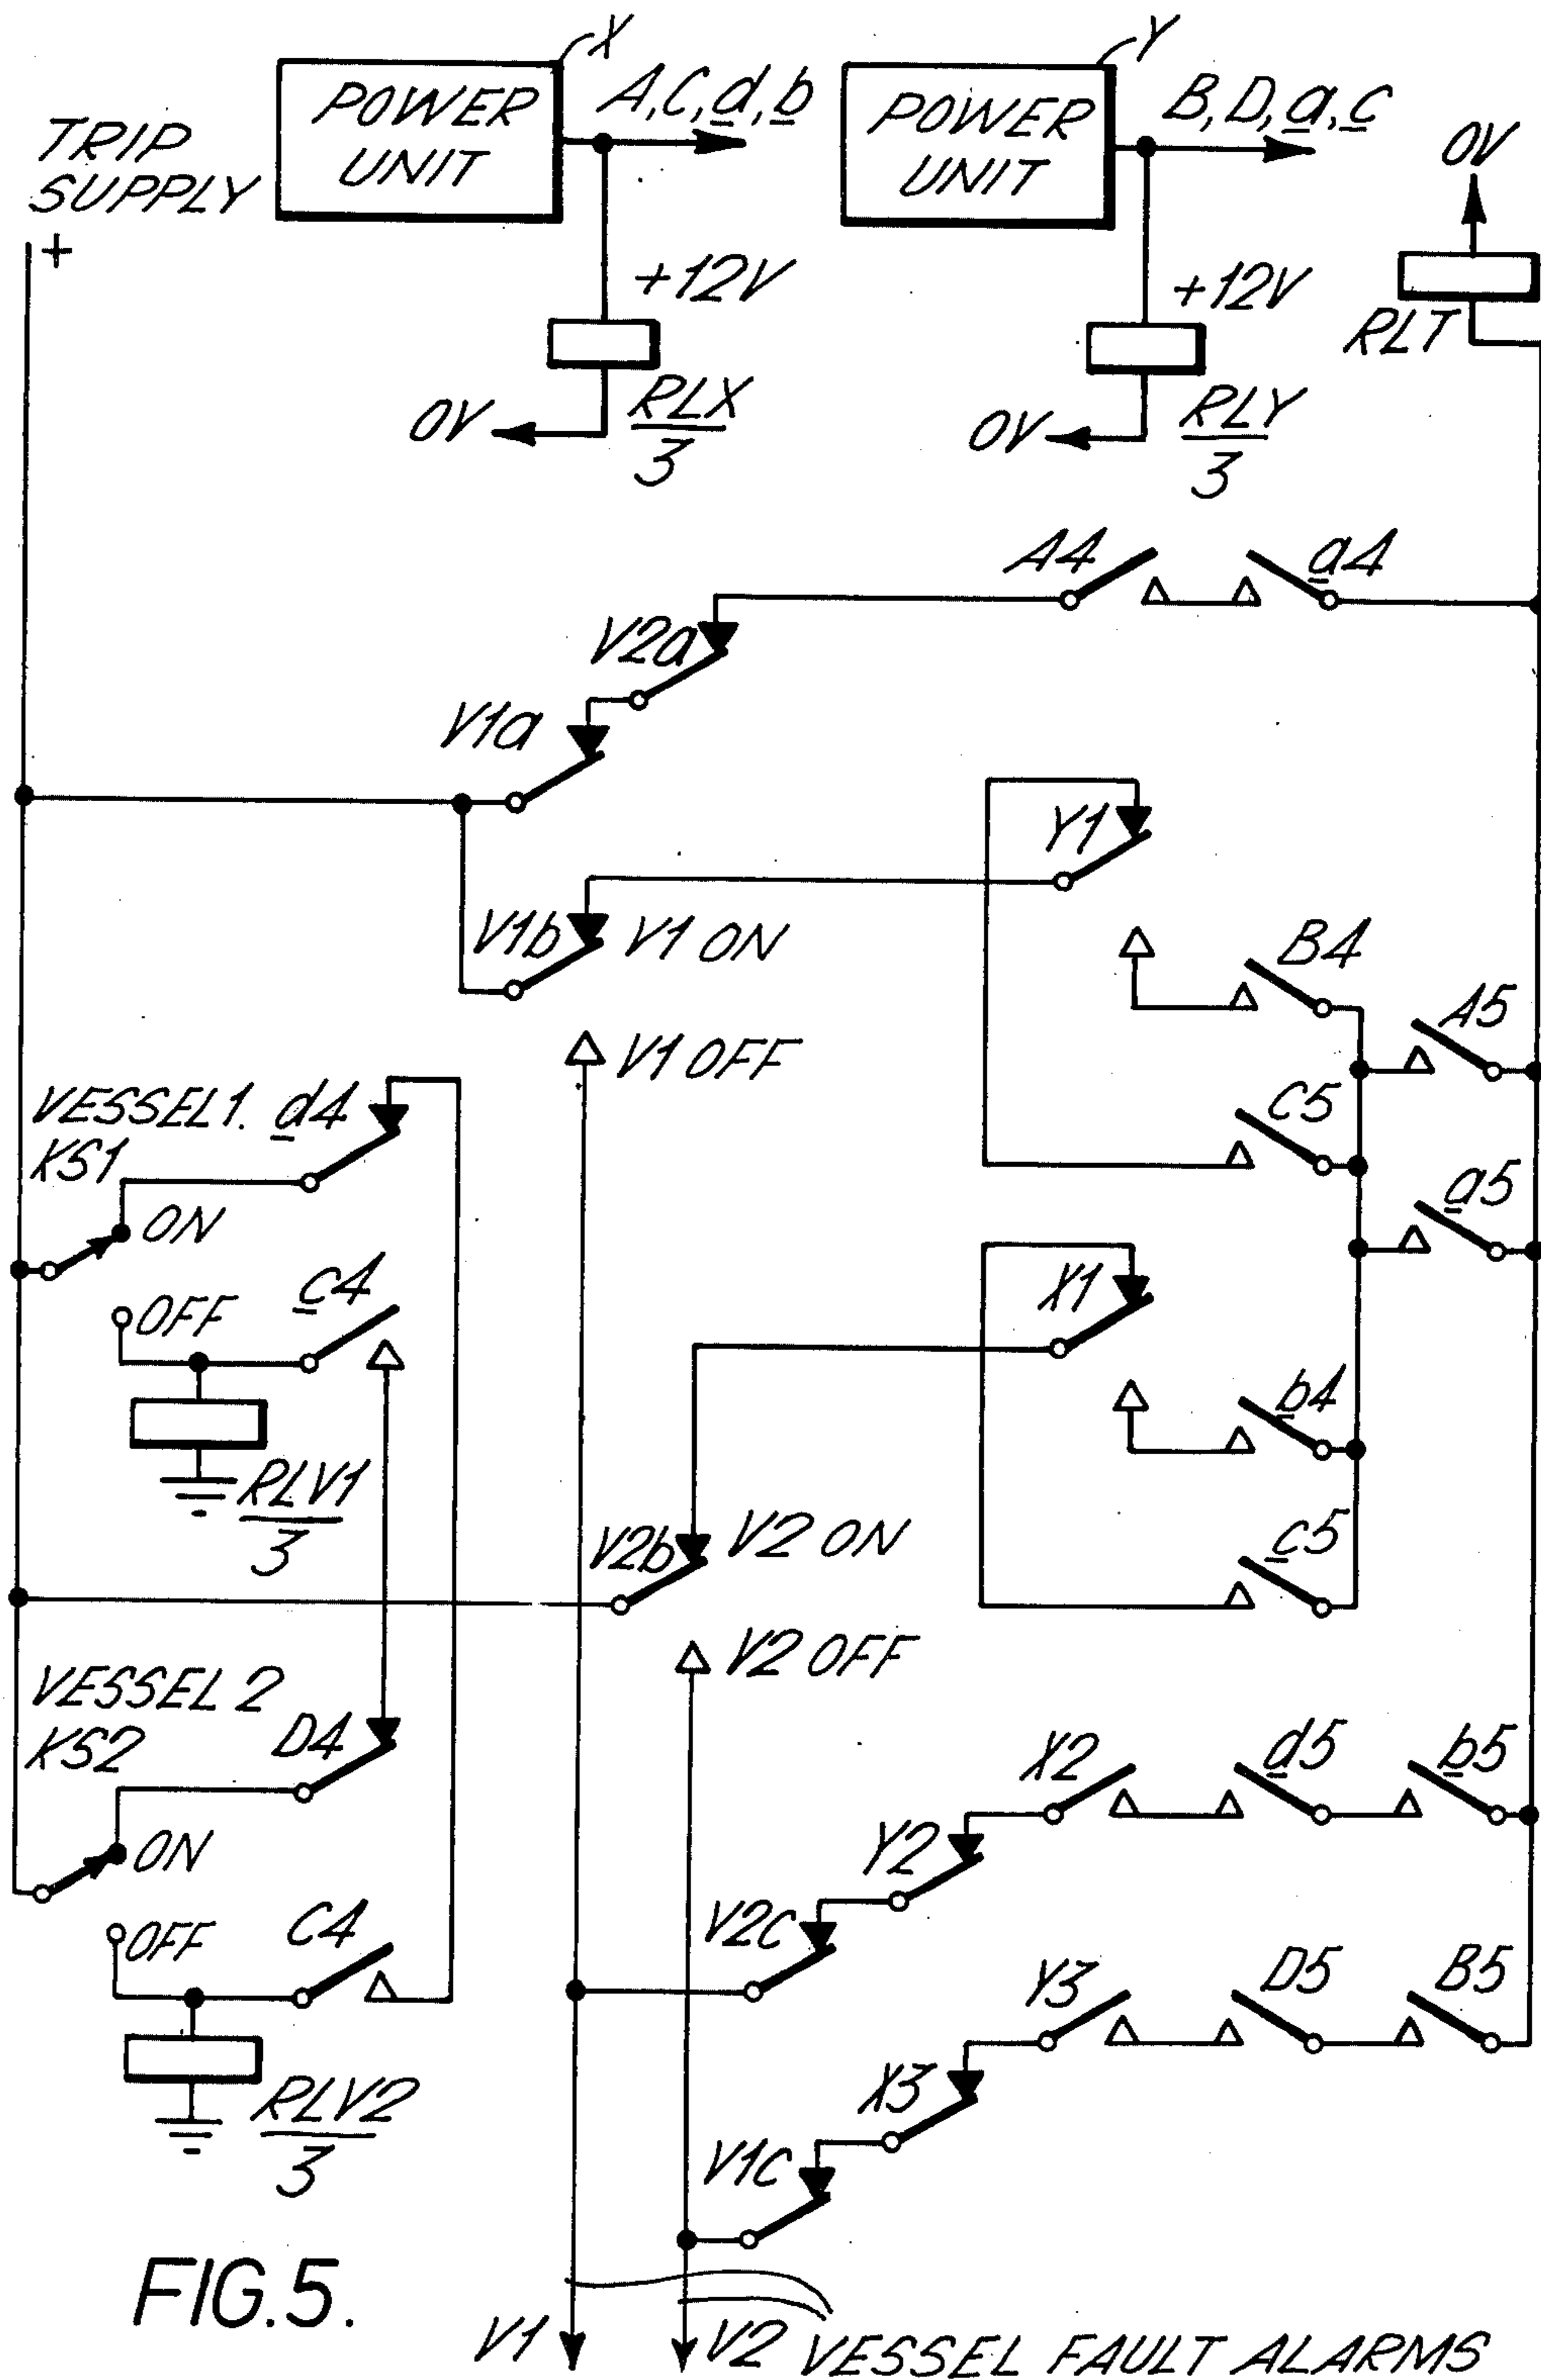 X
Y
POWER UNIT
A, C, d, b
POWER UNIT
B, D, a, c
TRIP SUPPLY
+
0V
+12V
+12V
RLX/3
RLY/3
RLT
0V
0V
A4
a4
V2a
V1a
Y1
V1b
V1 ON
B4
A5
V1 OFF
VESSEL 1.
d4
KS1
C5
a5
ON
X1
c4
OFF
b4
RLV1/3
c5
V2b
V2 ON
V2 OFF
VESSEL 2
KS2
D4
X2
d5
b5
ON
Y2
V2c
C4
OFF
Y3
D5
B5
X3
RLV2/3
V1c
FIG.5.
V1
V2
VESSEL FAULT ALARMS